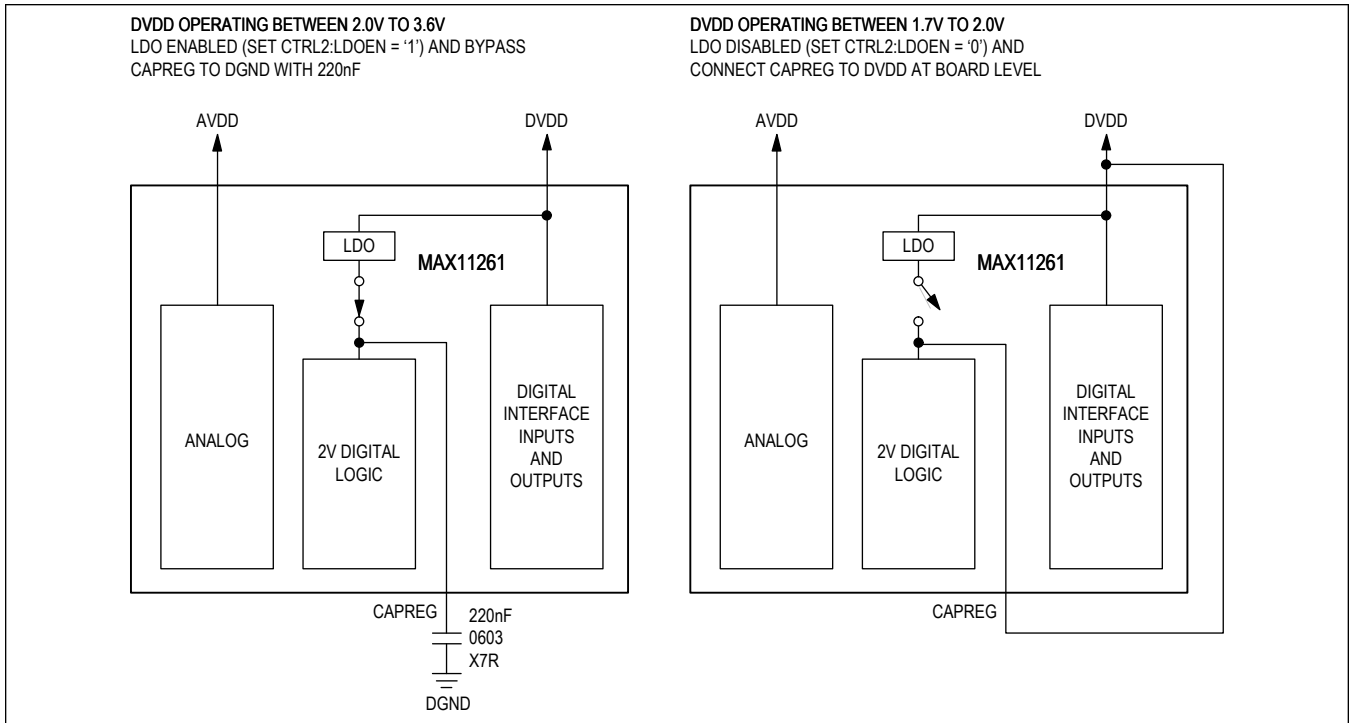 DVDD OPERATING BETWEEN 2.0V TO 3.6V
LDO ENABLED (SET CTRL2:LDOEN = '1') AND BYPASS
CAPREG TO DGND WITH 220nF
AVDD
DVDD
LDO
MAX11261
ANALOG
2V DIGITAL
LOGIC
DIGITAL
INTERFACE
INPUTS
AND
OUTPUTS
CAPREG
220nF
0603
X7R
DGND
DVDD OPERATING BETWEEN 1.7V TO 2.0V
LDO DISABLED (SET CTRL2:LDOEN = '0') AND
CONNECT CAPREG TO DVDD AT BOARD LEVEL
AVDD
DVDD
LDO
MAX11261
ANALOG
2V DIGITAL
LOGIC
DIGITAL
INTERFACE
INPUTS
AND
OUTPUTS
CAPREG